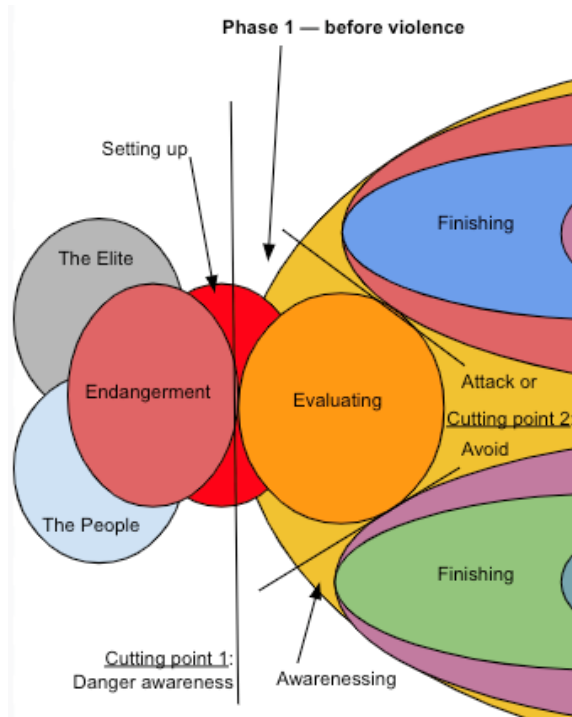 Phase 1 — before violence
Setting up
The Elite
Finishing
Endangerment
Evaluating
Attack or
Cutting point 2:
Avoid
The People
Finishing
Cutting point 1:
Danger awareness
Awarenessing